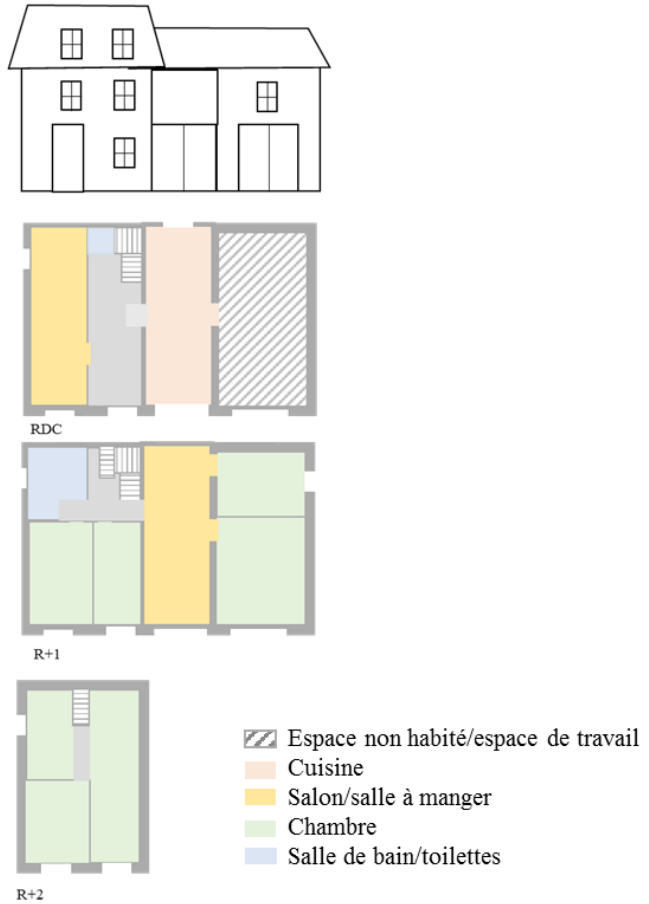 RDC
R+1
R+2
Espace non habité/espace de travail
Cuisine
Salon/salle à manger
Chambre
Salle de bain/toilettes